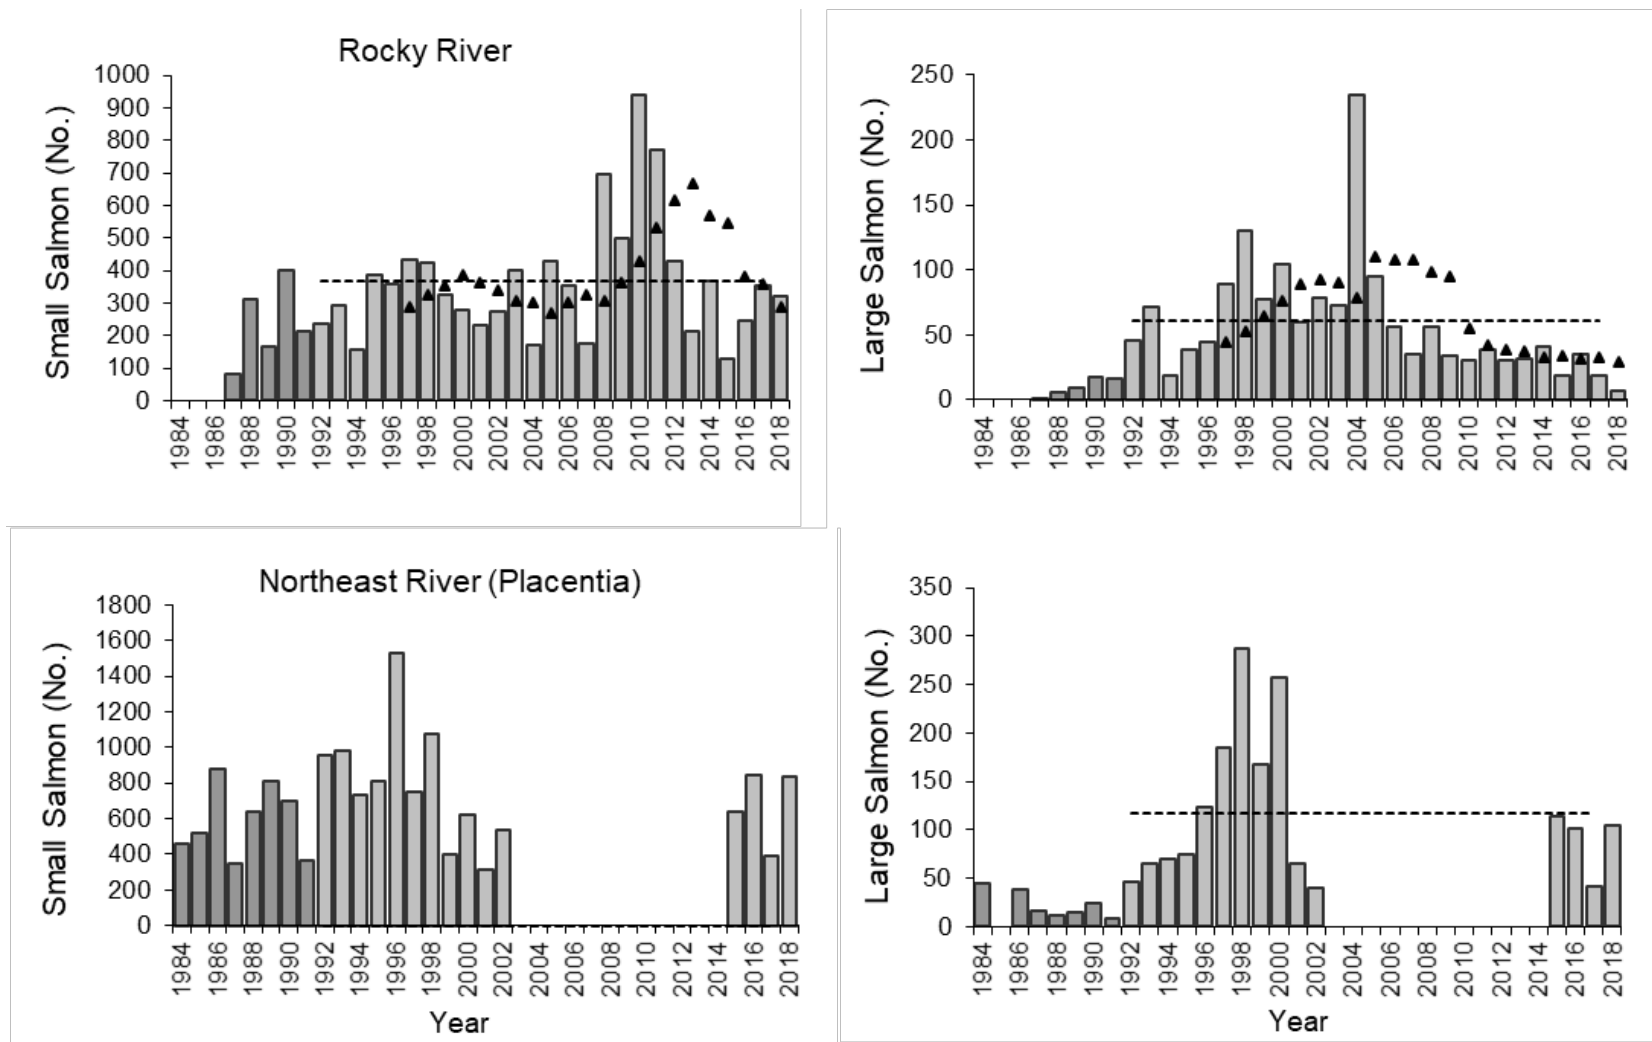 Rocky River
Small Salmon (No.)
1000
900
800
700
600
500
400
300
200
100
0
1984 1986 1988 1990 1992 1994 1996 1998 2000 2002 2004 2006 2008 2010 2012 2014 2016 2018
Large Salmon (No.)
250
200
150
100
50
0
1984 1986 1988 1990 1992 1994 1996 1998 2000 2002 2004 2006 2008 2010 2012 2014 2016 2018
Northeast River (Placentia)
Small Salmon (No.)
1800
1600
1400
1200
1000
800
600
400
200
0
1984 1986 1988 1990 1992 1994 1996 1998 2000 2002 2004 2006 2008 2010 2012 2014 2016 2018
Year
Large Salmon (No.)
350
300
250
200
150
100
50
0
1984 1986 1988 1990 1992 1994 1996 1998 2000 2002 2004 2006 2008 2010 2012 2014 2016 2018
Year